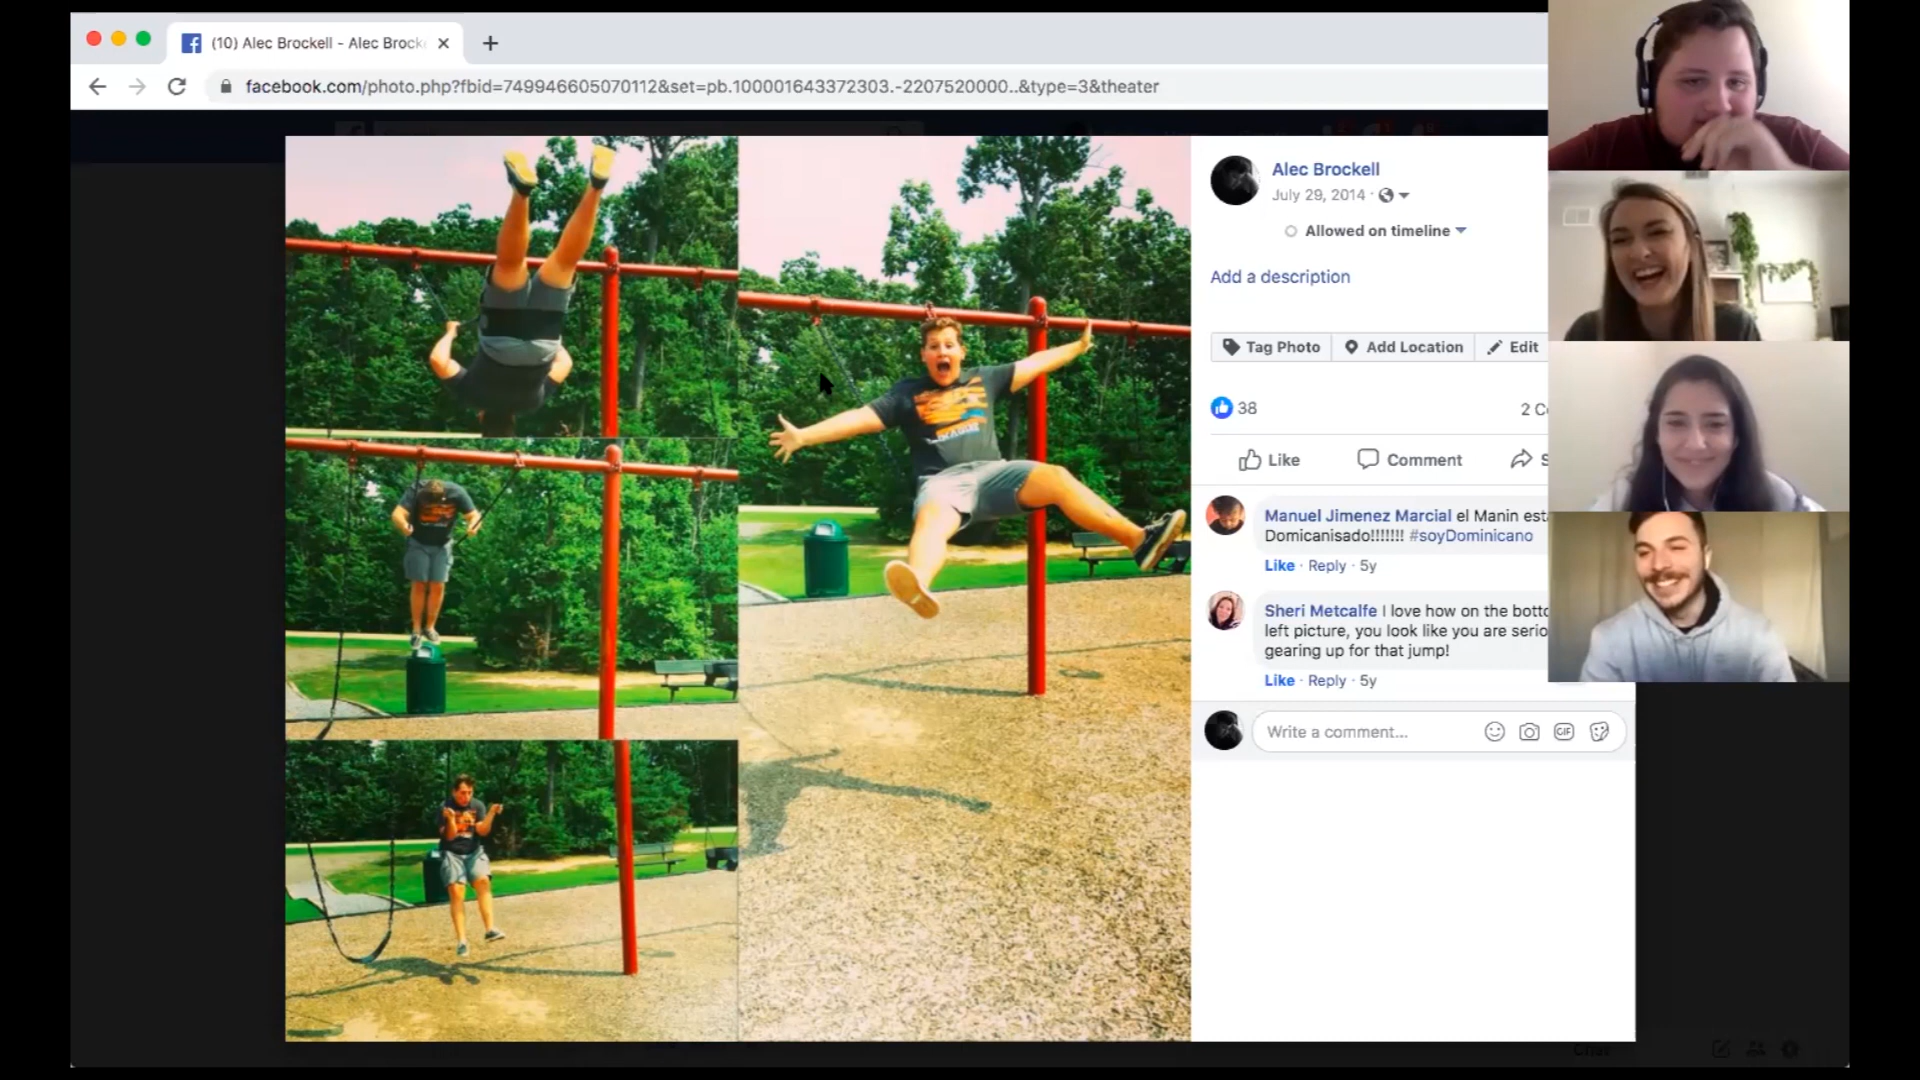 (10) Alec Brockell - Alec Brock
facebook.com/photo.php?fbid=749946605070112&set=pb.100001643372303.-2207520000..&type=3&theater
Alec Brockell
July 29, 2014
Allowed on timeline
Add a description
Tag Photo
Add Location
Edit
38
2
Like
Comment
Manuel Jimenez Marcial el Manin est
Domicanisado!!!!!!! #soyDominicano
Like · Reply · 5y
Sheri Metcalfe I love how on the botto
left picture, you look like you are serio
gearing up for that jump!
Like · Reply · 5y
Write a comment...
GIF
Chat